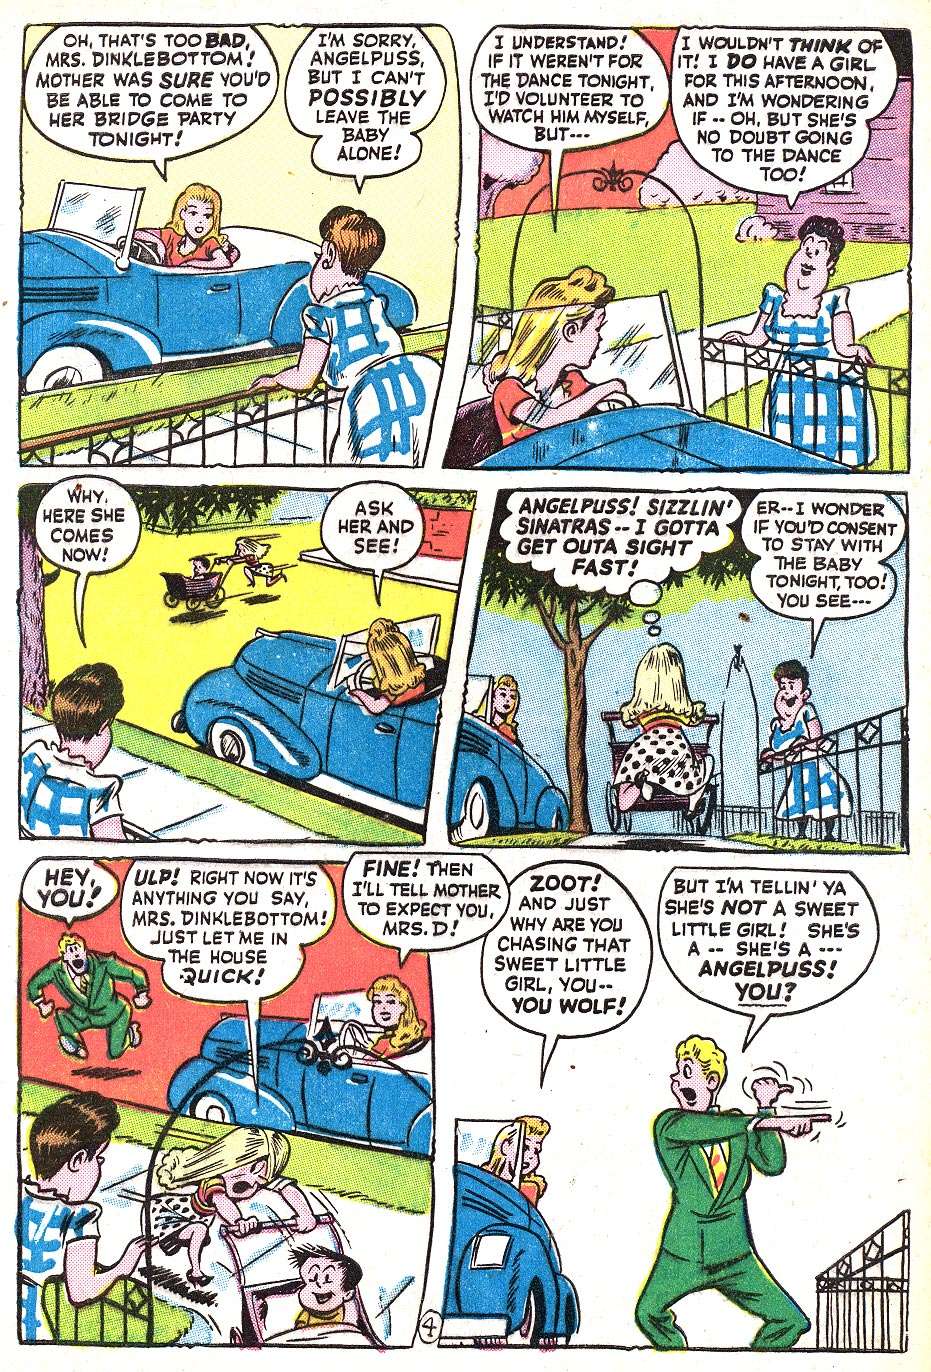 OH, THAT'S TOO BAD,
MRS. DINKLEBOTTOM!
MOTHER WAS SURE YOU'D
BE ABLE TO COME TO
HER BRIDGE PARTY
TONIGHT!
I'M SORRY,
ANGELPUSS,
BUT I CAN'T
POSSIBLY
LEAVE THE
BABY
ALONE!
I UNDERSTAND!
IF IT WEREN'T FOR
THE DANCE TONIGHT,
I'D VOLUNTEER TO
WATCH HIM MYSELF,
BUT---
I WOULDN'T THINK OF
IT! I DO HAVE A GIRL
FOR THIS AFTERNOON,
AND I'M WONDERING
IF -- OH, BUT SHE'S
NO DOUBT GOING
TO THE DANCE
TOO!
WHY,
HERE SHE
COMES
NOW!
ASK
HER AND
SEE!
ANGELPUSS! SIZZLIN'
SINATRAS -- I GOTTA
GET OUTA SIGHT
FAST!
ER--I WONDER
IF YOU'D CONSENT
TO STAY WITH
THE BABY
TONIGHT, TOO!
YOU SEE---
HEY,
YOU!
ULP! RIGHT NOW IT'S
ANYTHING YOU SAY,
MRS. DINKLEBOTTOM!
JUST LET ME IN
THE HOUSE
QUICK!
FINE! THEN
I'LL TELL MOTHER
TO EXPECT YOU,
MRS. D!
ZOOT!
AND JUST
WHY ARE YOU
CHASING THAT
SWEET LITTLE
GIRL, YOU--
YOU WOLF!
BUT I'M TELLIN' YA
SHE'S NOT A SWEET
LITTLE GIRL! SHE'S
A -- SHE'S A ---
ANGELPUSS!
YOU?
4